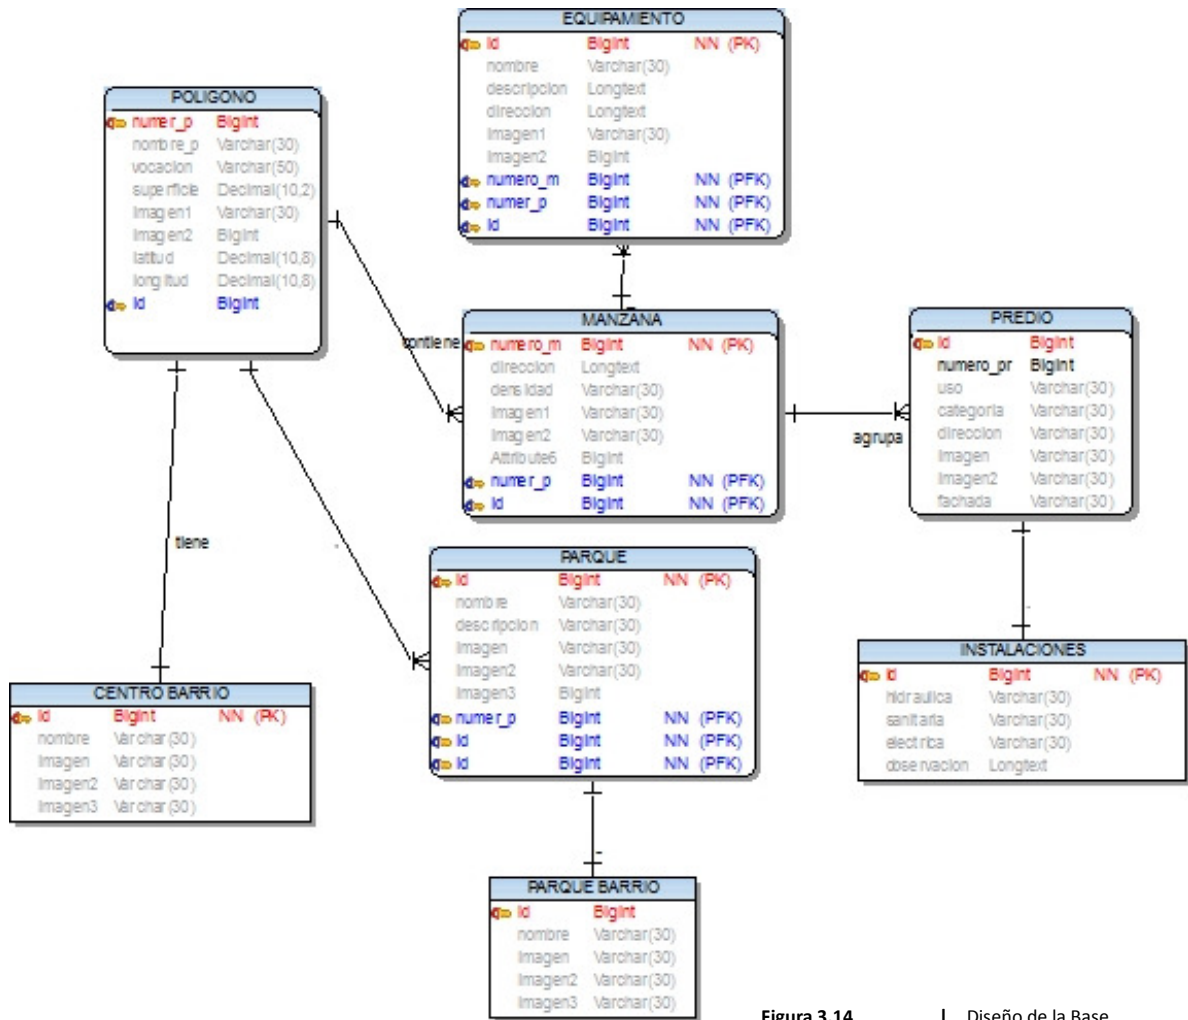 EQUIPAMIENTO
Id BigInt NN (PK)
nombre Varchar(30)
descripcion Longtext
direccion Longtext
Imagen1 Varchar(30)
Imagen2 BigInt
numero_m BigInt NN (PFK)
numer_p BigInt NN (PFK)
Id BigInt NN (PFK)
POLIGONO
numer_p BigInt
nombre_p Varchar(30)
vocacion Varchar(50)
superficie Decimal(10,2)
Imagen1 Varchar(30)
Imagen2 BigInt
latitud Decimal(10,8)
longitud Decimal(10,8)
Id BigInt
contiene
MANZANA
numero_m BigInt NN (PK)
direccion Longtext
densidad Varchar(30)
Imagen1 Varchar(30)
Imagen2 Varchar(30)
Attribute6 BigInt
numer_p BigInt NN (PFK)
Id BigInt NN (PFK)
agrupa
PREDIO
Id BigInt
numero_pr BigInt
uso Varchar(30)
categoria Varchar(30)
direccion Varchar(30)
Imagen Varchar(30)
Imagen2 Varchar(30)
fachada Varchar(30)
tiene
PARQUE
Id BigInt NN (PK)
nombre Varchar(30)
descripcion Varchar(30)
Imagen Varchar(30)
Imagen2 Varchar(30)
Imagen3 BigInt
numer_p BigInt NN (PFK)
Id BigInt NN (PFK)
Id BigInt NN (PFK)
INSTALACIONES
Id BigInt NN (PK)
hidraulica Varchar(30)
sanitaria Varchar(30)
electrica Varchar(30)
observacion Longtext
CENTRO BARRIO
Id BigInt NN (PK)
nombre Varchar(30)
Imagen Varchar(30)
Imagen2 Varchar(30)
Imagen3 Varchar(30)
PARQUE BARRIO
Id BigInt
nombre Varchar(30)
Imagen Varchar(30)
Imagen2 Varchar(30)
Imagen3 Varchar(30)
Figura 3.14 | Diseño de la Base